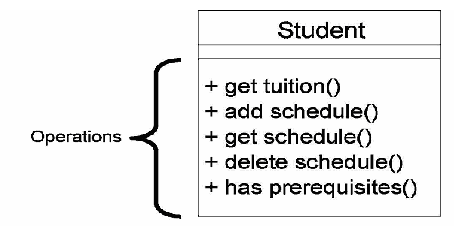 Student
Operations
+ get tuition()
+ add schedule()
+ get schedule()
+ delete schedule()
+ has prerequisites()